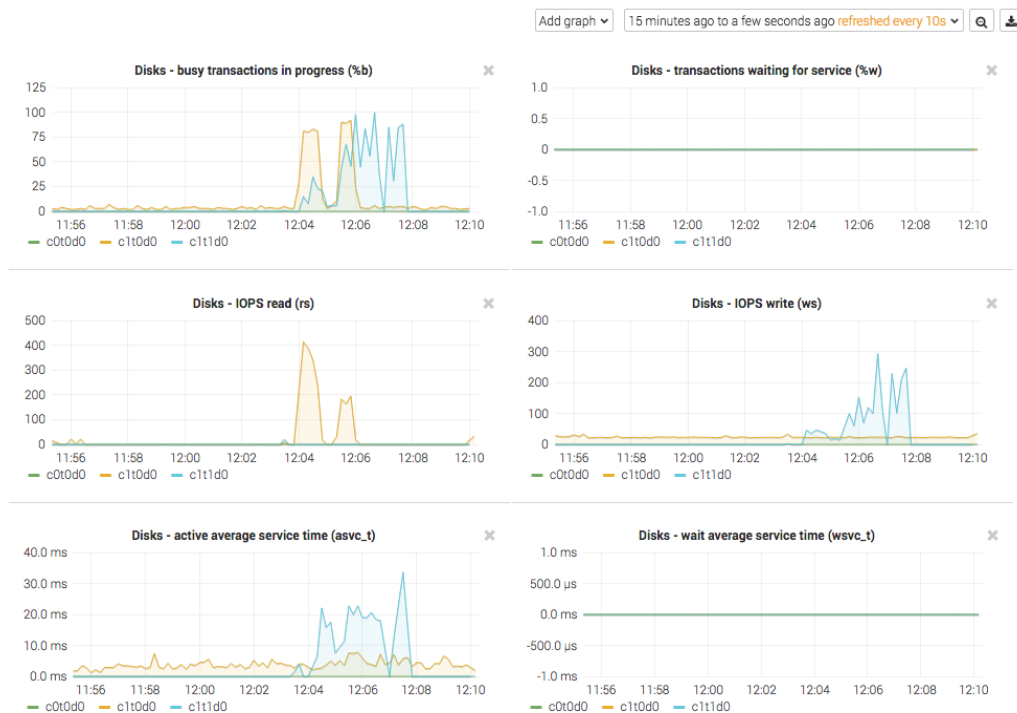 Add graph 15 minutes ago to a few seconds ago refreshed every 10s
Disks - busy transactions in progress (%b)
125
100
75
50
25
0
11:56 11:58 12:00 12:02 12:04 12:06 12:08 12:10
c0t0d0 c1t0d0 c1t1d0
Disks - transactions waiting for service (%w)
1.0
0.5
0
-0.5
-1.0
11:56 11:58 12:00 12:02 12:04 12:06 12:08 12:10
c0t0d0 c1t0d0 c1t1d0
Disks - IOPS read (rs)
500
400
300
200
100
0
11:56 11:58 12:00 12:02 12:04 12:06 12:08 12:10
c0t0d0 c1t0d0 c1t1d0
Disks - IOPS write (ws)
400
300
200
100
0
11:56 11:58 12:00 12:02 12:04 12:06 12:08 12:10
c0t0d0 c1t0d0 c1t1d0
Disks - active average service time (asvc_t)
40.0 ms
30.0 ms
20.0 ms
10.0 ms
0.0 ms
11:56 11:58 12:00 12:02 12:04 12:06 12:08 12:10
c0t0d0 c1t0d0 c1t1d0
Disks - wait average service time (wsvc_t)
1.0 ms
500.0 µs
0.0 ms
-500.0 µs
-1.0 ms
11:56 11:58 12:00 12:02 12:04 12:06 12:08 12:10
c0t0d0 c1t0d0 c1t1d0